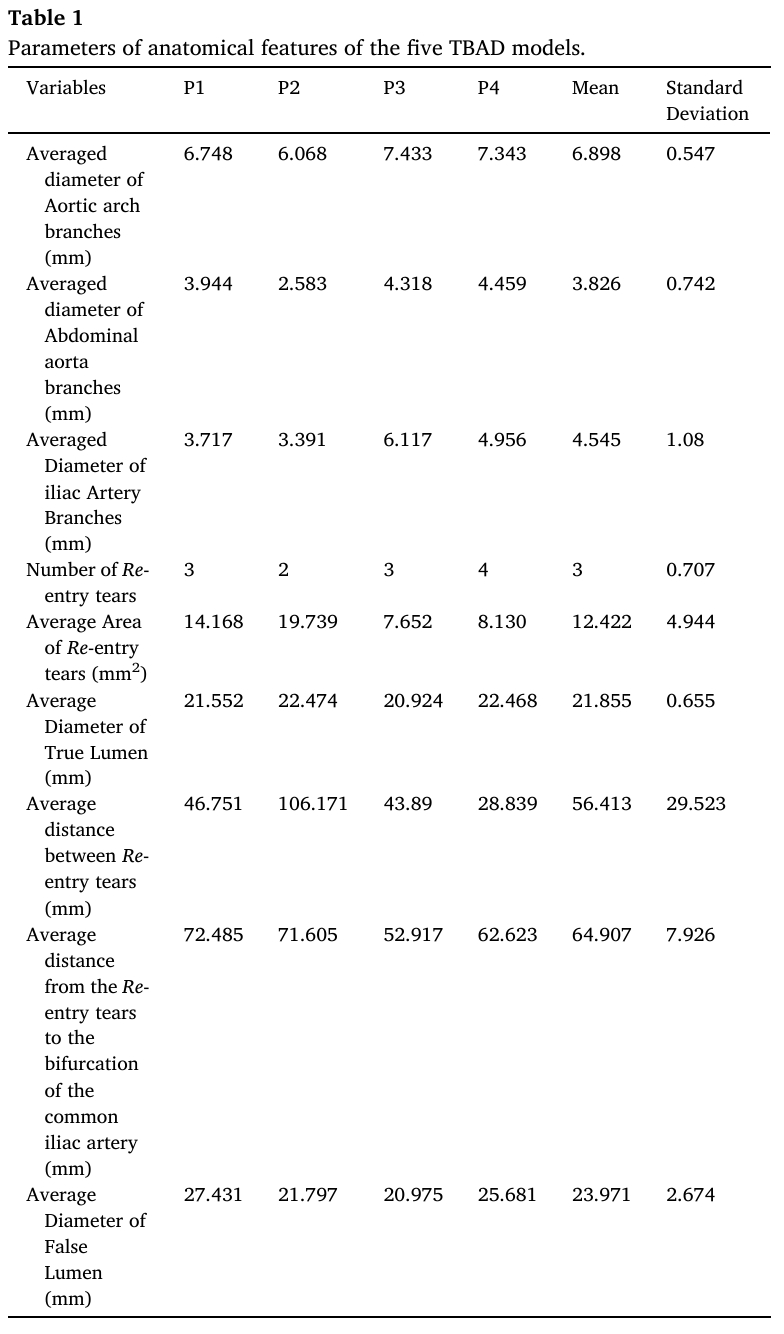 Table 1
Parameters of anatomical features of the five TBAD models.
Variables P1 P2 P3 P4 Mean Standard
Deviation
Averaged 6.748 6.068 7.433 7.343 6.898 0.547
diameter of
Aortic arch
branches
(mm)
Averaged 3.944 2.583 4.318 4.459 3.826 0.742
diameter of
Abdominal
aorta
branches
(mm)
Averaged 3.717 3.391 6.117 4.956 4.545 1.08
Diameter of
iliac Artery
Branches
(mm)
Number of Re- 3 2 3 4 3 0.707
entry tears
Average Area 14.168 19.739 7.652 8.130 12.422 4.944
of Re-entry
tears (mm²)
Average 21.552 22.474 20.924 22.468 21.855 0.655
Diameter of
True Lumen
(mm)
Average 46.751 106.171 43.89 28.839 56.413 29.523
distance
between Re-
entry tears
(mm)
Average 72.485 71.605 52.917 62.623 64.907 7.926
distance
from the Re-
entry tears
to the
bifurcation
of the
common
iliac artery
(mm)
Average 27.431 21.797 20.975 25.681 23.971 2.674
Diameter of
False
Lumen
(mm)